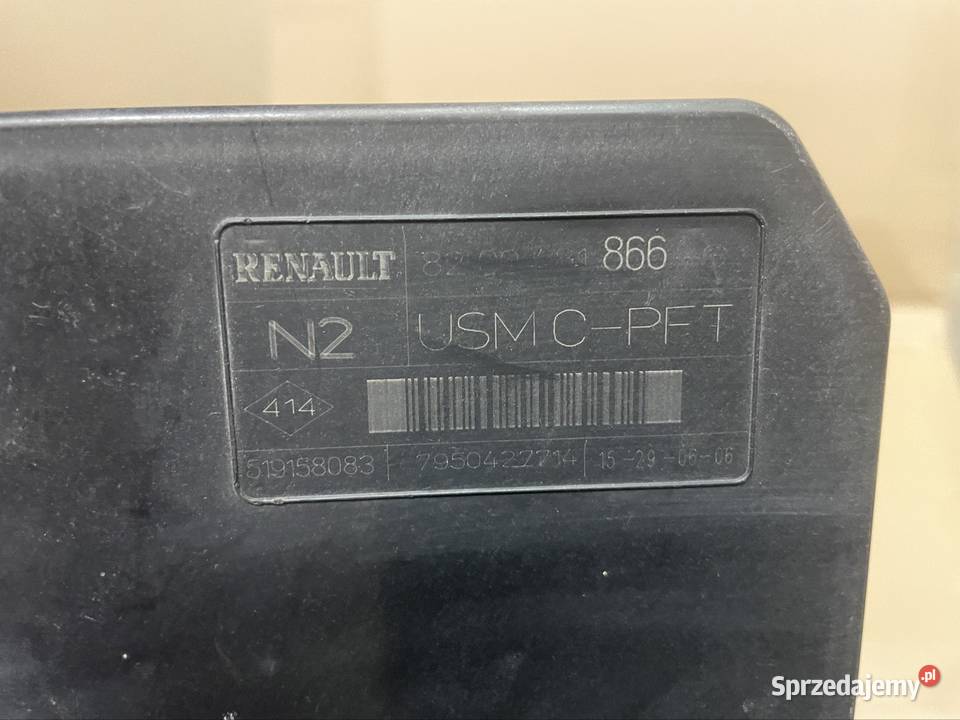 RENAULT 866
N2 USM C-PFT
414
519158083 7950422714 15 -29 -06-06
Sprzedajemy.pl